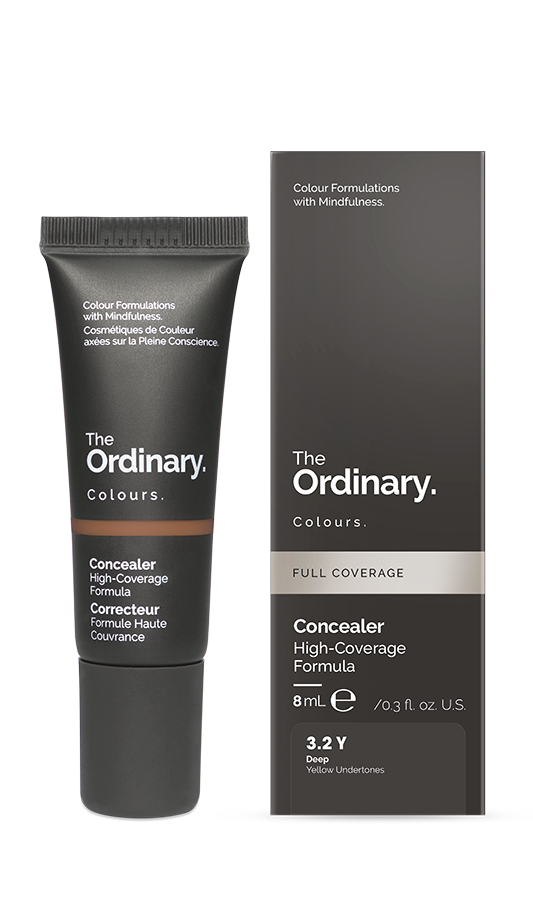 Colour Formulations
with Mindfulness.
Cosmétiques de Couleur
axées sur la Pleine Conscience.
The
Ordinary.
Colours.
Concealer
High-Coverage
Formula
Correcteur
Formule Haute
Couvrance
Colour Formulations
with Mindfulness.
The
Ordinary.
Colours.
FULL COVERAGE
Concealer
High-Coverage
Formula
8 mL ℮ /0.3 fl. oz. U.S.
3.2 Y
Deep
Yellow Undertones